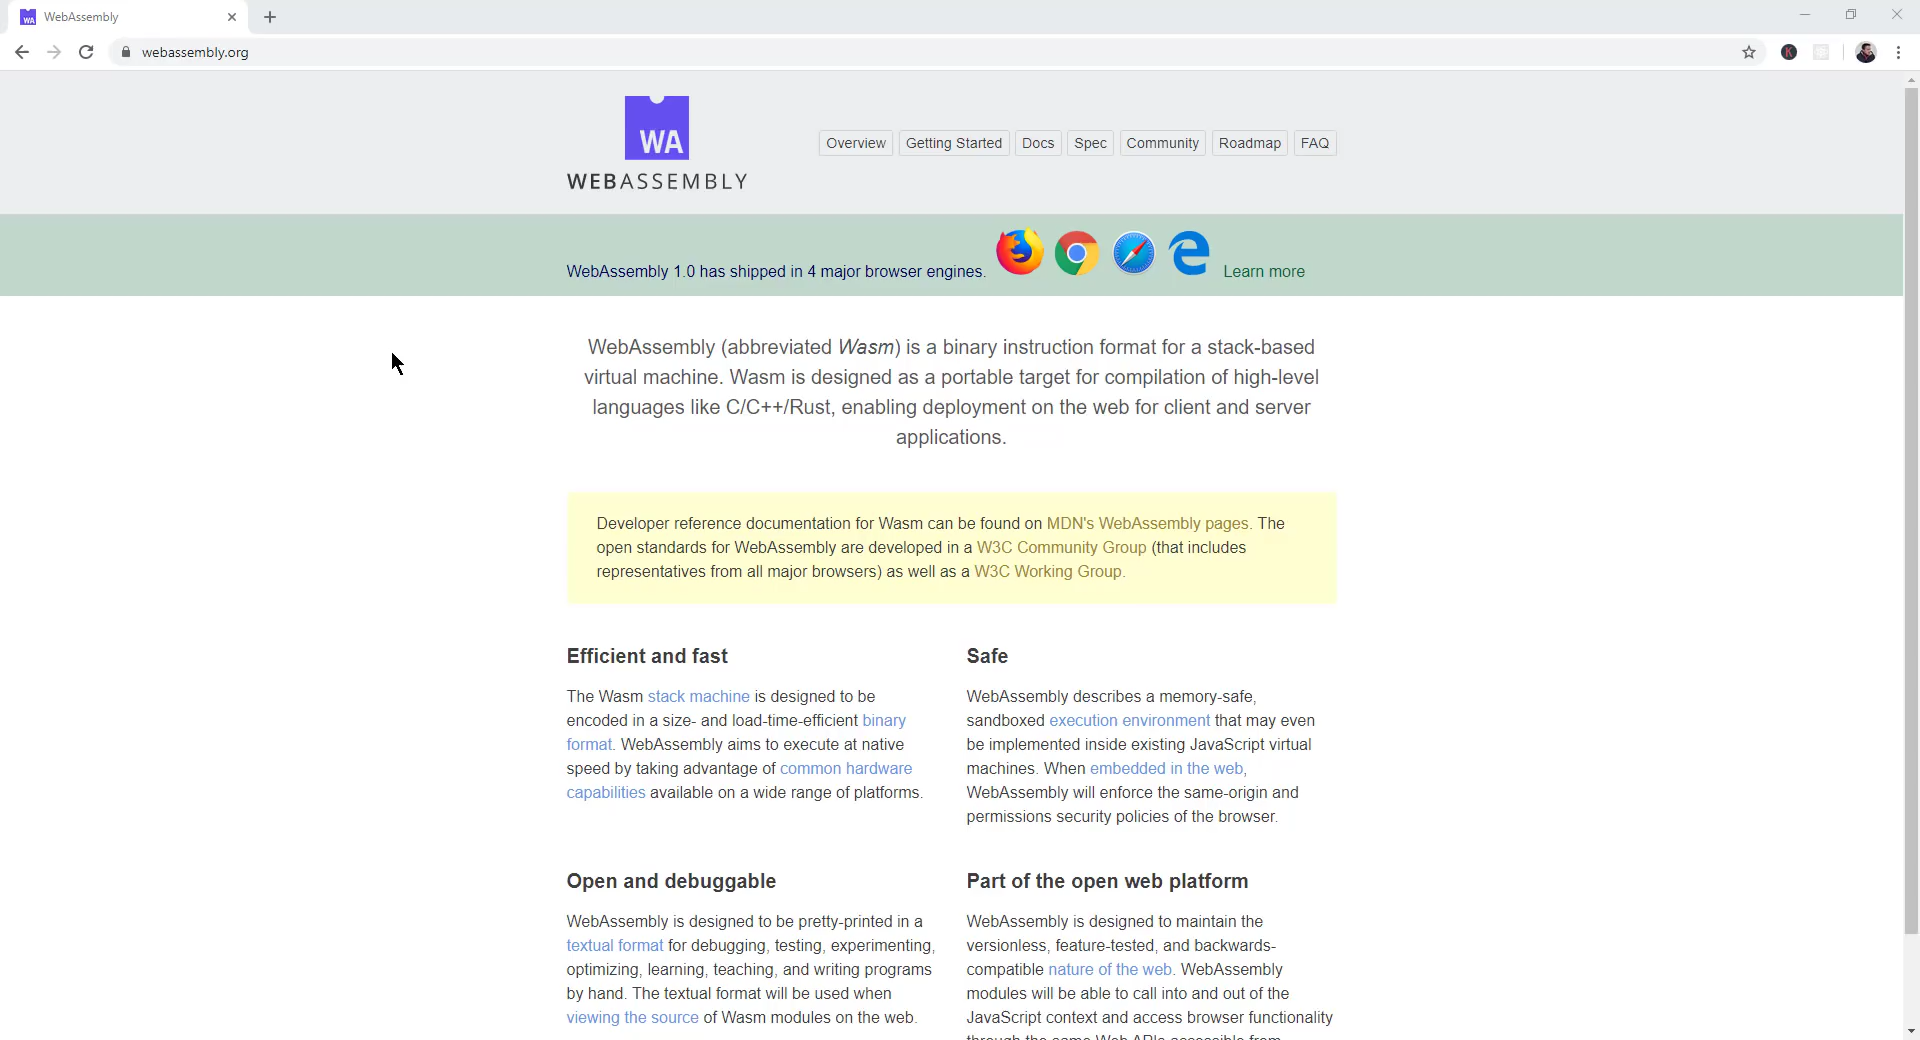 WebAssembly
webassembly.org
WA
WEBASSEMBLY
Overview Getting Started Docs Spec Community Roadmap FAQ
WebAssembly 1.0 has shipped in 4 major browser engines. Learn more
WebAssembly (abbreviated Wasm) is a binary instruction format for a stack-based
virtual machine. Wasm is designed as a portable target for compilation of high-level
languages like C/C++/Rust, enabling deployment on the web for client and server
applications.
Developer reference documentation for Wasm can be found on MDN's WebAssembly pages. The
open standards for WebAssembly are developed in a W3C Community Group (that includes
representatives from all major browsers) as well as a W3C Working Group.
Efficient and fast
The Wasm stack machine is designed to be
encoded in a size- and load-time-efficient binary
format. WebAssembly aims to execute at native
speed by taking advantage of common hardware
capabilities available on a wide range of platforms.
Safe
WebAssembly describes a memory-safe,
sandboxed execution environment that may even
be implemented inside existing JavaScript virtual
machines. When embedded in the web,
WebAssembly will enforce the same-origin and
permissions security policies of the browser.
Open and debuggable
WebAssembly is designed to be pretty-printed in a
textual format for debugging, testing, experimenting,
optimizing, learning, teaching, and writing programs
by hand. The textual format will be used when
viewing the source of Wasm modules on the web.
Part of the open web platform
WebAssembly is designed to maintain the
versionless, feature-tested, and backwards-
compatible nature of the web. WebAssembly
modules will be able to call into and out of the
JavaScript context and access browser functionality
through the same Web APIs accessible from